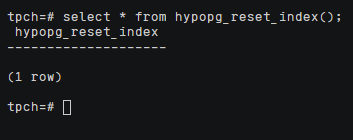 tpch=# select * from hypopg_reset_index();
 hypopg_reset_index
--------------------

(1 row)

tpch=#